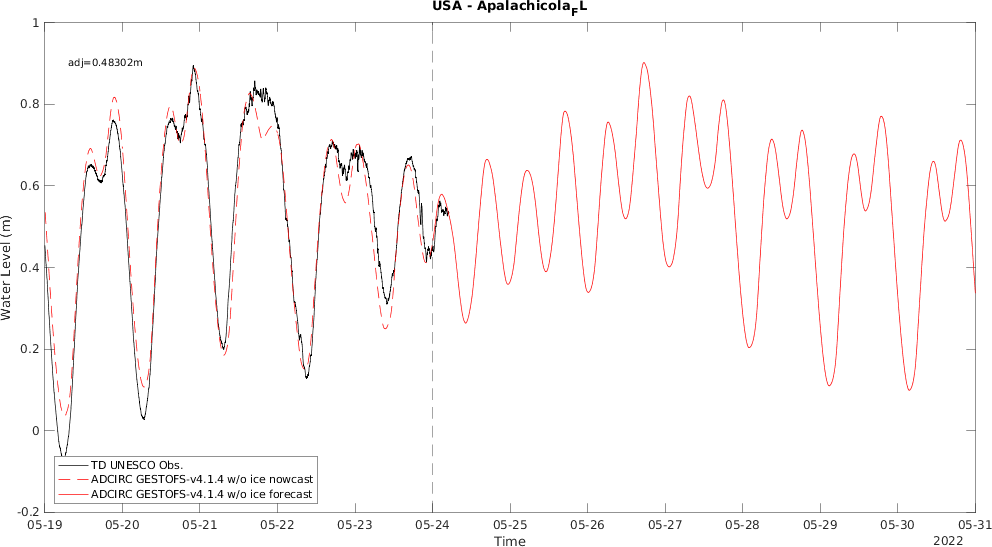 USA - Apalachicola_FL
adj=0.48302m
1
0.8
0.6
0.4
0.2
0
-0.2
Water Level (m)
TD UNESCO Obs.
ADCIRC GESTOFS-v4.1.4 w/o ice nowcast
ADCIRC GESTOFS-v4.1.4 w/o ice forecast
05-19 05-20 05-21 05-22 05-23 05-24 05-25 05-26 05-27 05-28 05-29 05-30 05-31
Time
2022